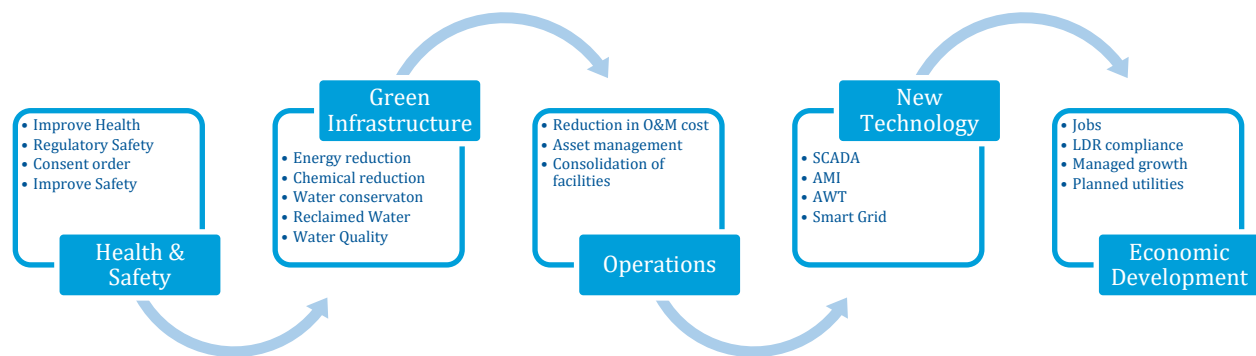 • Improve Health
• Regulatory Safety
• Consent order
• Improve Safety
Health &
Safety
Green
Infrastructure
• Energy reduction
• Chemical reduction
• Water conservaton
• Reclaimed Water
• Water Quality
• Reduction in O&M cost
• Asset management
• Consolidation of
facilities
Operations
New
Technology
• SCADA
• AMI
• AWT
• Smart Grid
• Jobs
• LDR compliance
• Managed growth
• Planned utilities
Economic
Development